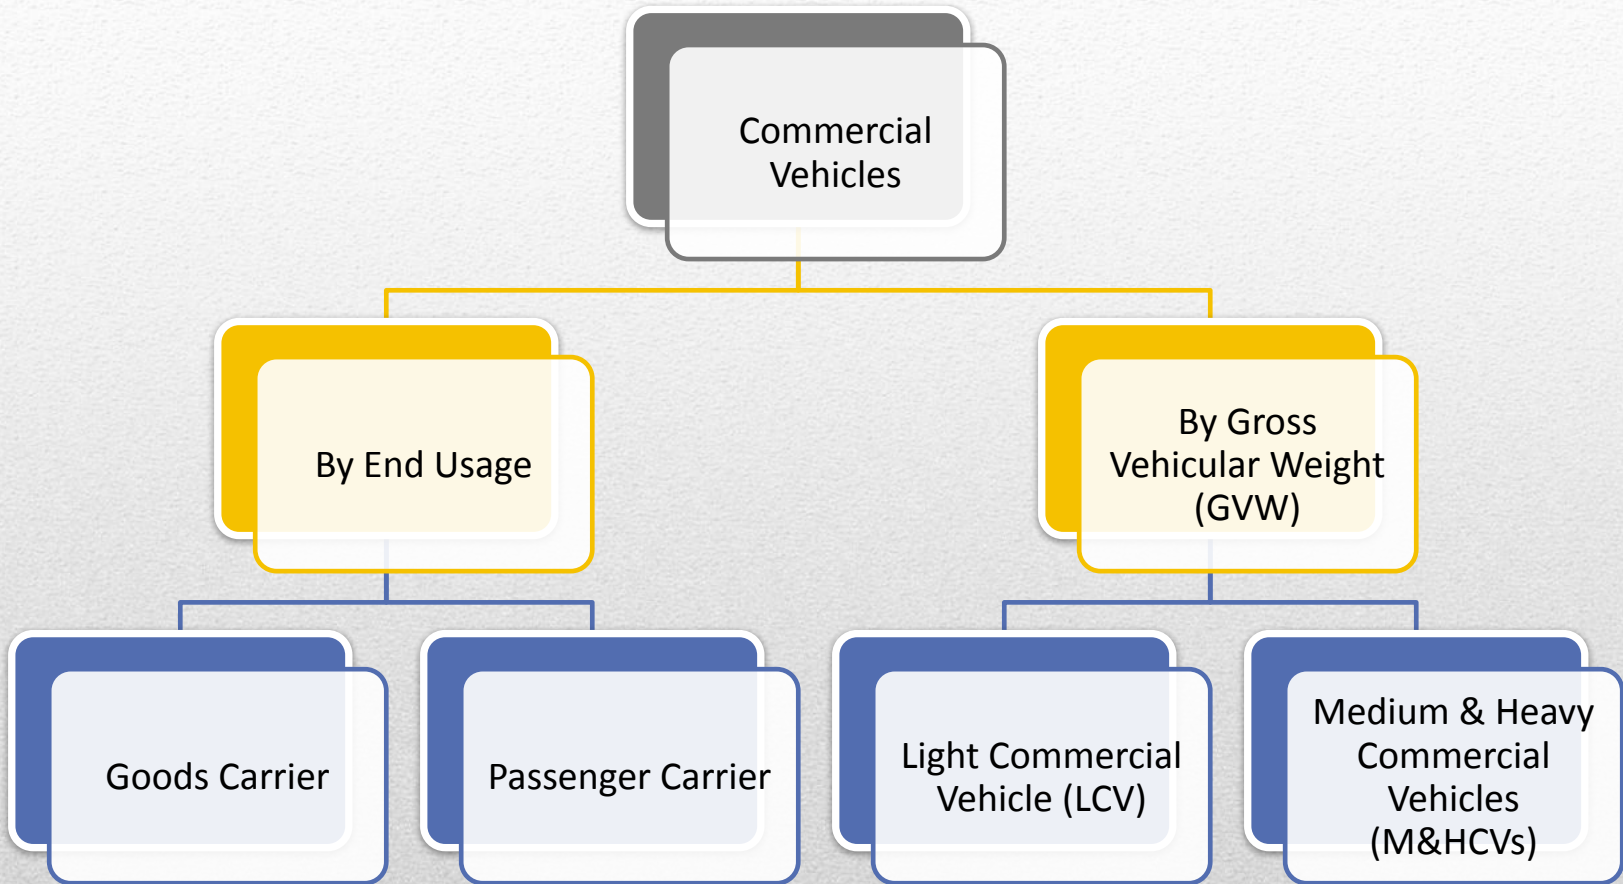 Commercial
Vehicles
By End Usage
By Gross
Vehicular Weight
(GVW)
Goods Carrier
Passenger Carrier
Light Commercial
Vehicle (LCV)
Medium & Heavy
Commercial
Vehicles
(M&HCVs)